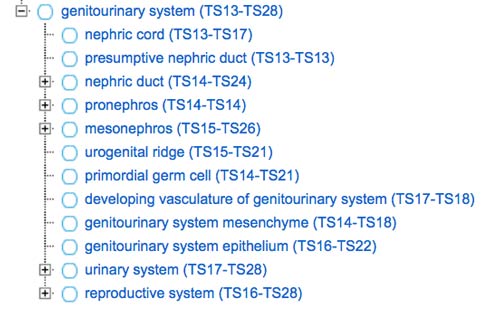 genitourinary system (TS13-TS28)
nephric cord (TS13-TS17)
presumptive nephric duct (TS13-TS13)
nephric duct (TS14-TS24)
pronephros (TS14-TS14)
mesonephros (TS15-TS26)
urogenital ridge (TS15-TS21)
primordial germ cell (TS14-TS21)
developing vasculature of genitourinary system (TS17-TS18)
genitourinary system mesenchyme (TS14-TS18)
genitourinary system epithelium (TS16-TS22)
urinary system (TS17-TS28)
reproductive system (TS16-TS28)